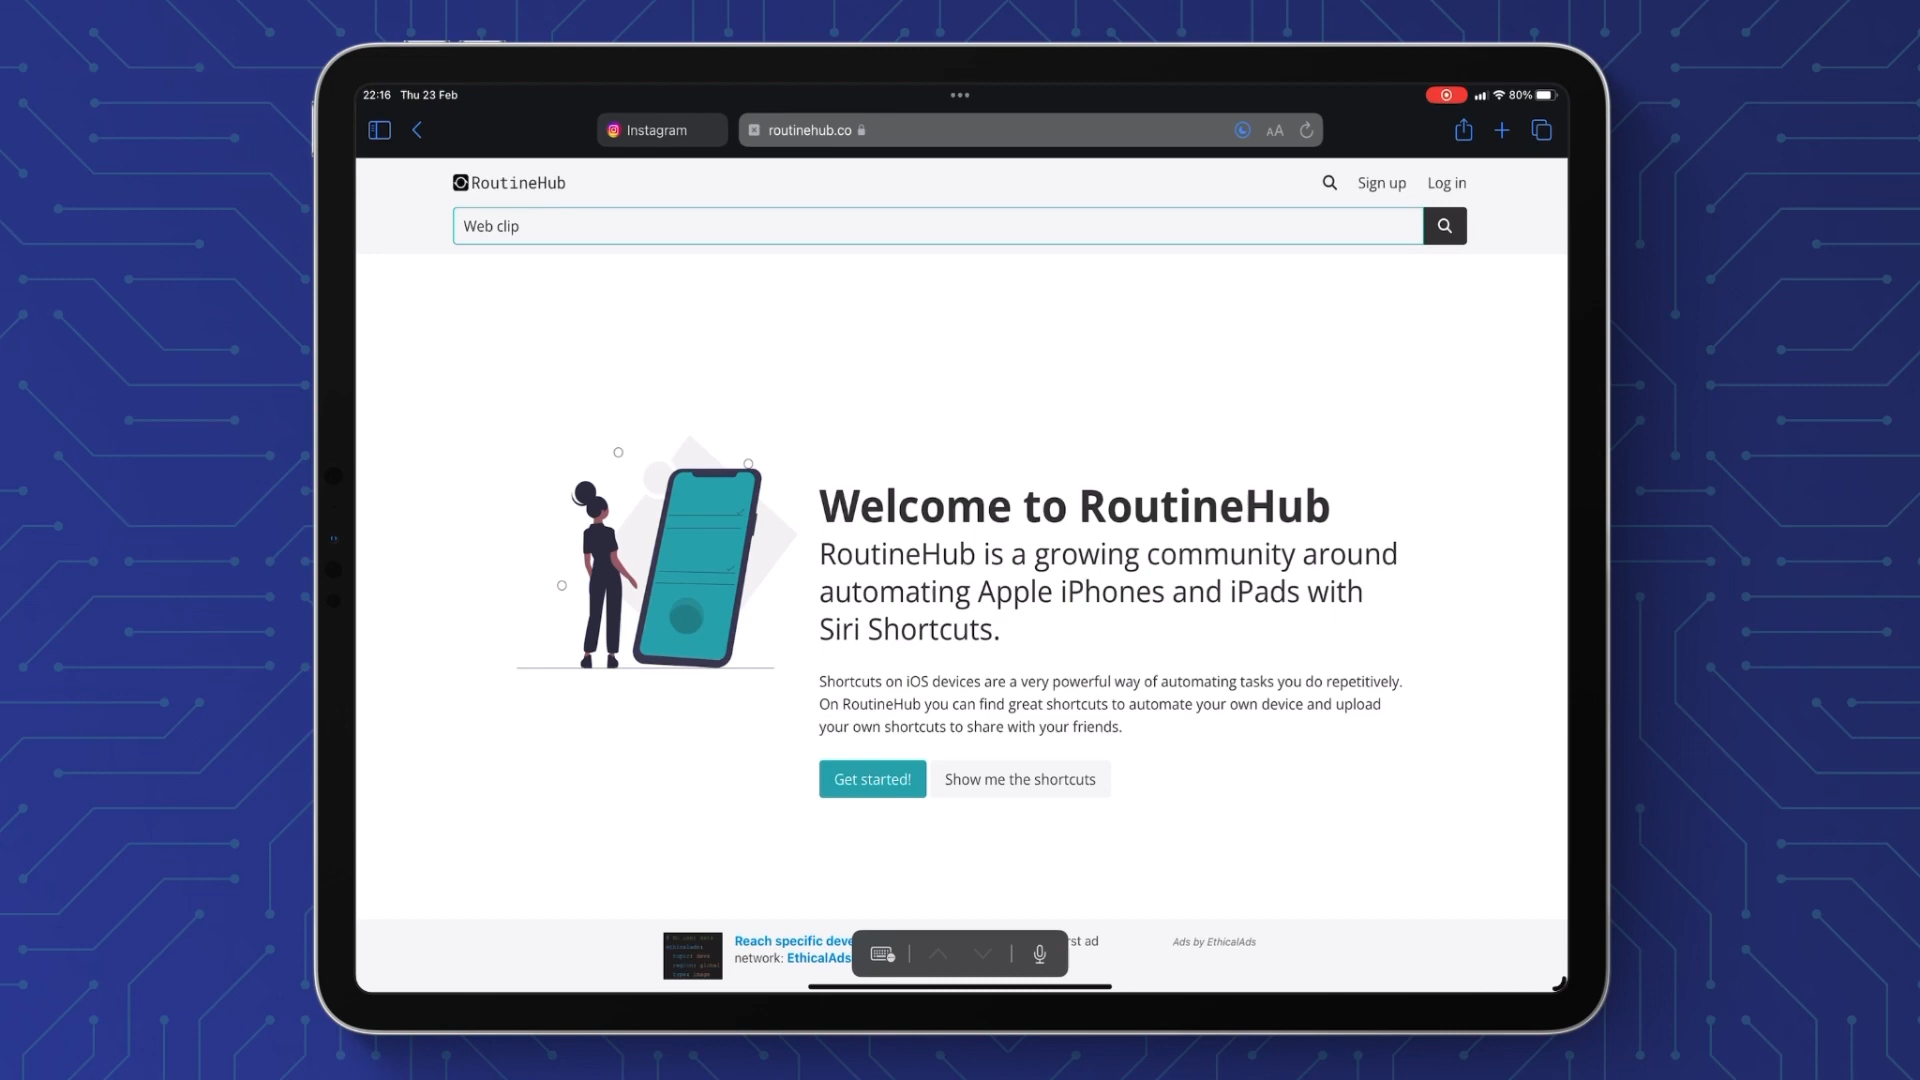 22:16 Thu 23 Feb
80%
Instagram
routinehub.co
AA
RoutineHub
Sign up
Log in
Web clip
Welcome to RoutineHub
RoutineHub is a growing community around
automating Apple iPhones and iPads with
Siri Shortcuts.
Shortcuts on iOS devices are a very powerful way of automating tasks you do repetitively.
On RoutineHub you can find great shortcuts to automate your own device and upload
your own shortcuts to share with your friends.
Get started!
Show me the shortcuts
Reach specific
ad
network: EthicalAds
Ads by EthicalAds